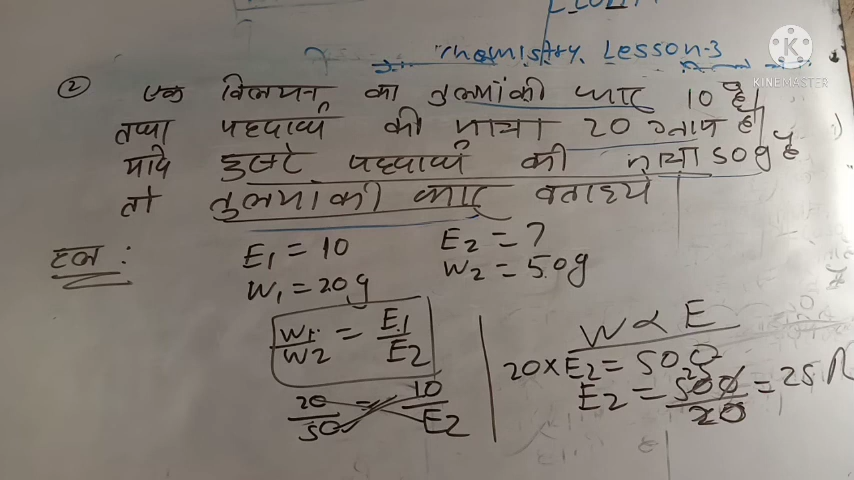 Chemistry Lesson-3
KINEMASTER
② एक विलयन का तुल्यांकी भार 10 है।
तथा पदार्थ की मात्रा 20 ग्राम है।
यदि दुसरे पदार्थ की मात्रा 50g है
तो तुल्यांकी भार बताइये
हल :
E₁ = 10 E₂ = ?
W₁ = 20g W₂ = 50g
W₁/W₂ = E₁/E₂
W ∝ E
20 × E₂ = 500
20/50 = 10/E2
E₂ = 500/20 = 25